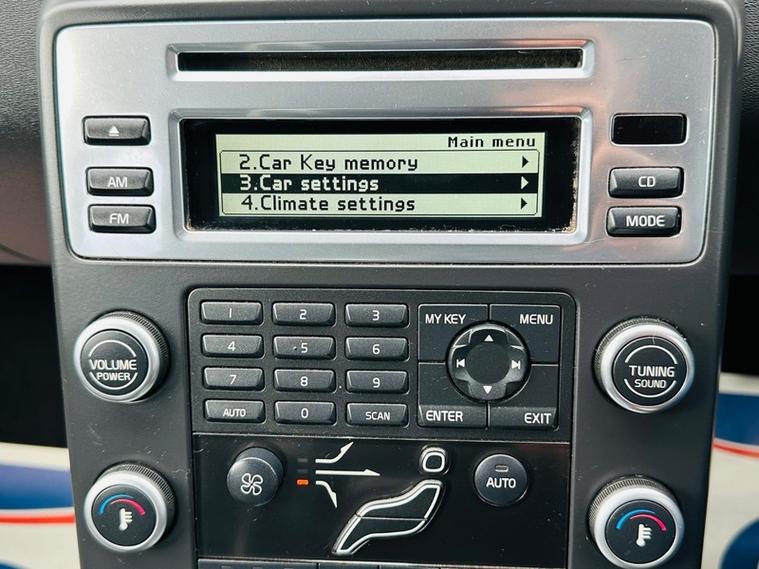 Main menu
2.Car Key memory
3.Car settings
4.Climate settings
AM
CD
FM
MODE
1 2 3
MY KEY MENU
4 5 6
VOLUME
POWER
TUNING
SOUND
7 8 9
AUTO 0 SCAN
ENTER EXIT
AUTO